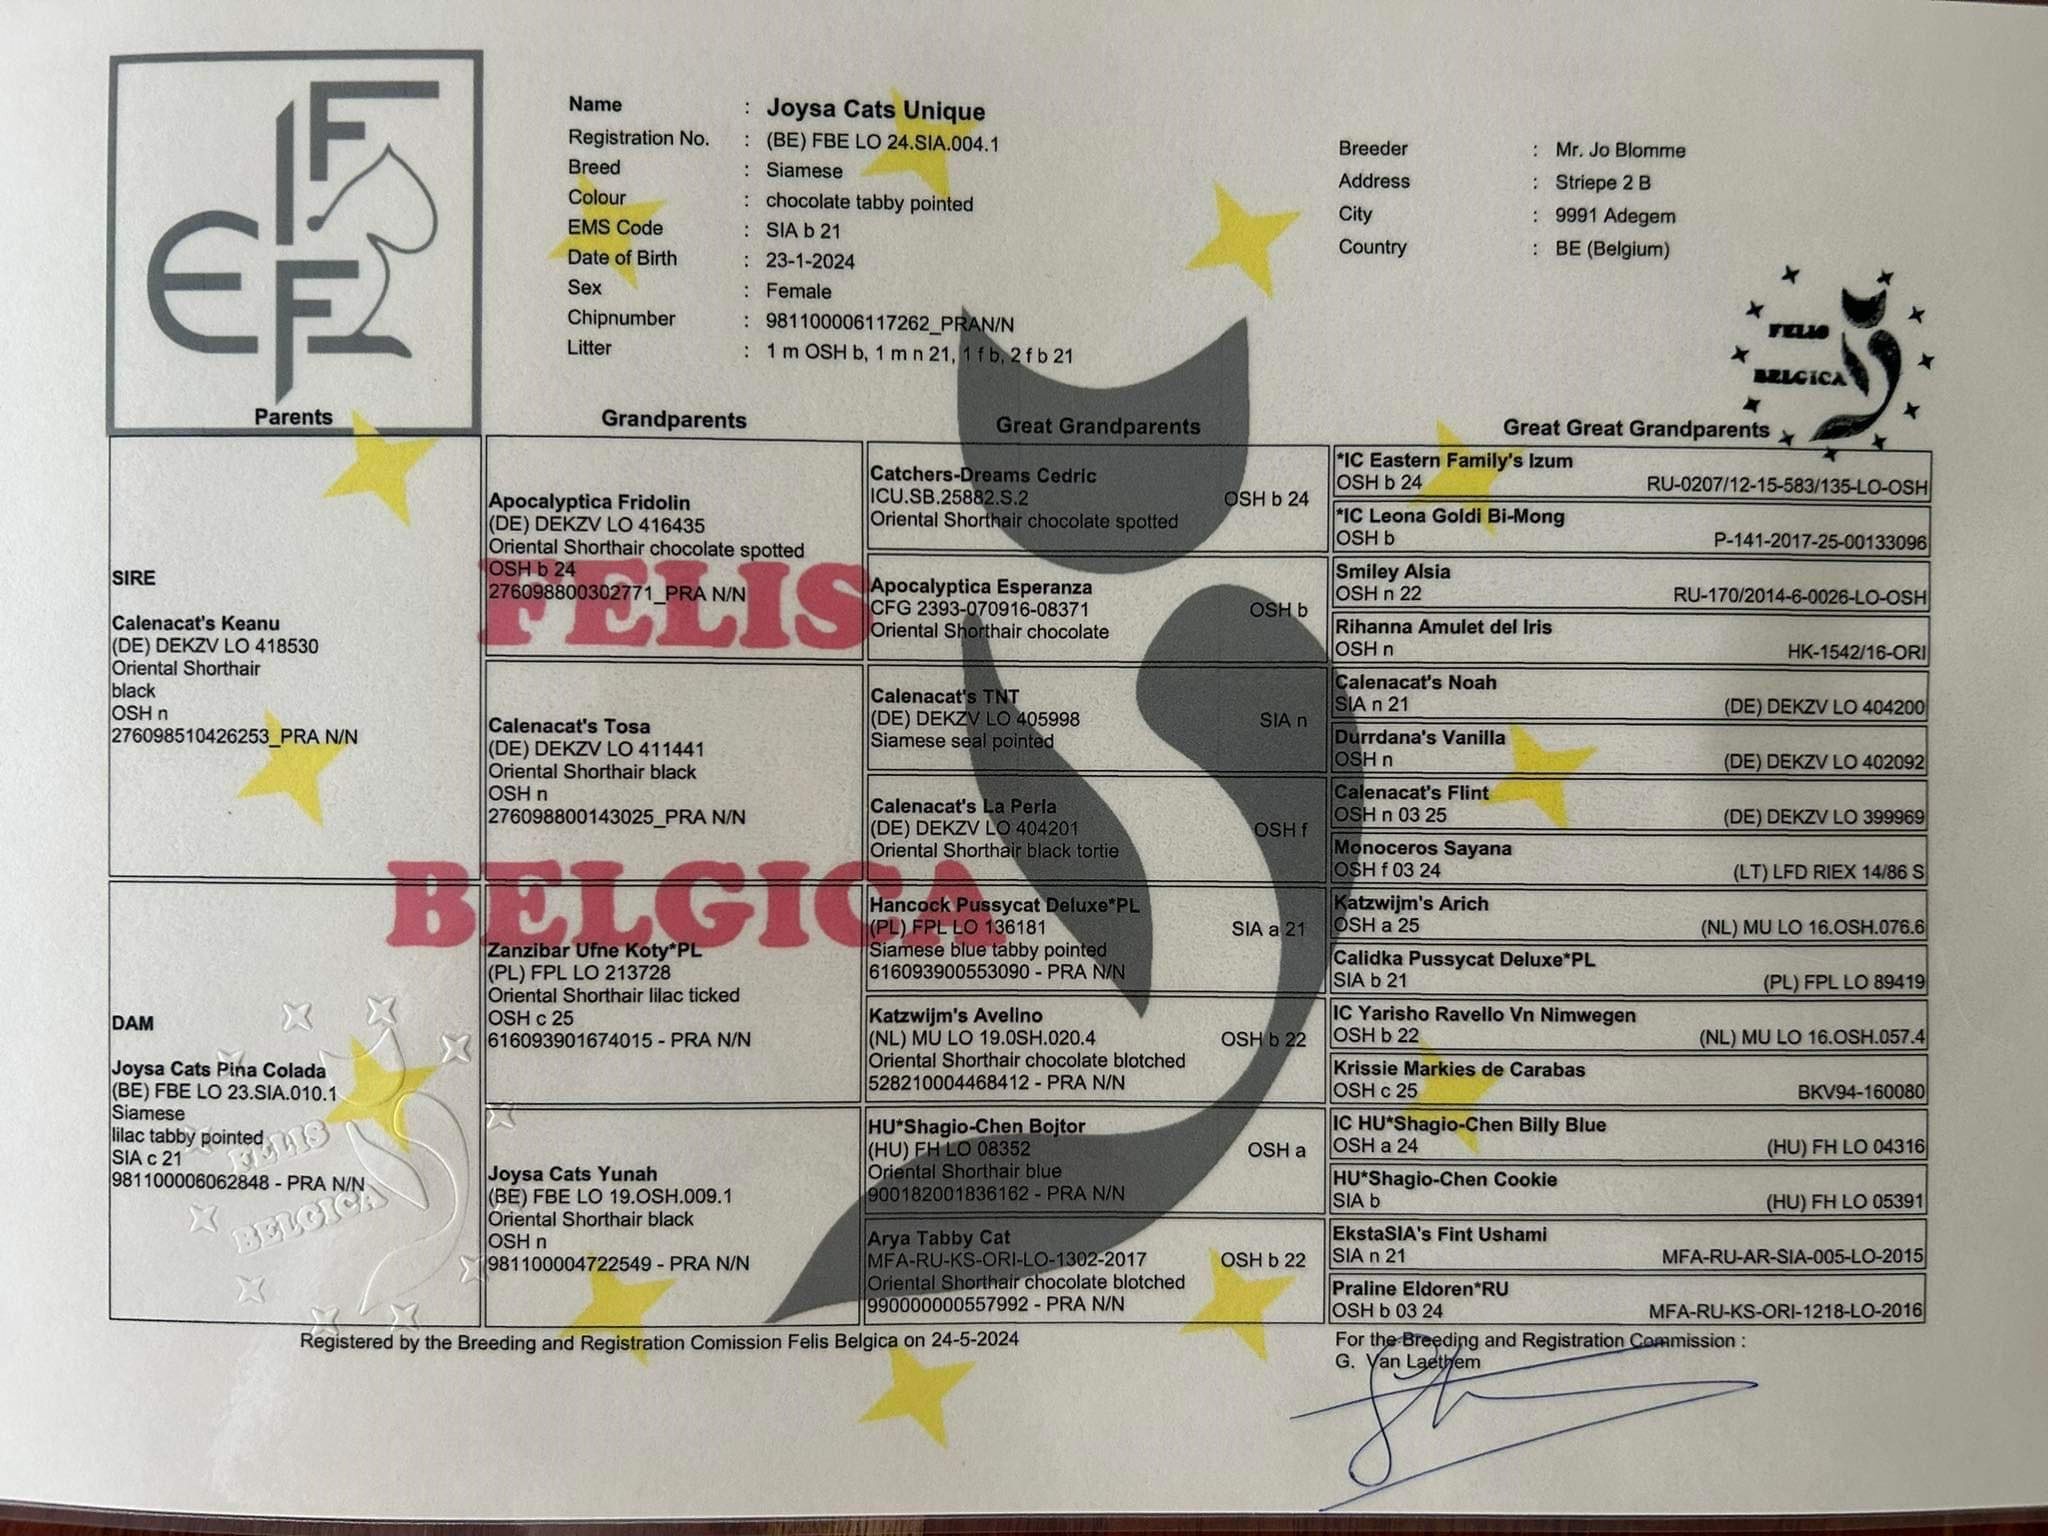 FIFE
Name : Joysa Cats Unique
Registration No. : (BE) FBE LO 24.SIA.004.1
Breed : Siamese
Colour : chocolate tabby pointed
EMS Code : SIA b 21
Date of Birth : 23-1-2024
Sex : Female
Chipnumber : 981100006117262_PRAN/N
Litter : 1 m OSH b, 1 m n 21, 1 f b, 2 f b 21
Breeder : Mr. Jo Blomme
Address : Striepe 2 B
City : 9991 Adegem
Country : BE (Belgium)
FELIS
BELGICA
Parents
Grandparents
Great Grandparents
Great Great Grandparents
SIRE
Calenacat's Keanu
(DE) DEKZV LO 418530
Oriental Shorthair
black
OSH n
276098510426253_PRA N/N
DAM
Joysa Cats Pina Colada
(BE) FBE LO 23.SIA.010.1
Siamese
lilac tabby pointed
SIA c 21
981100006062848 - PRA N/N
FELIS
BELGICA
Apocalyptica Fridolin
(DE) DEKZV LO 416435
Oriental Shorthair chocolate spotted
OSH b 24
276098800302771_PRA N/N
FELIS
Calenacat's Tosa
(DE) DEKZV LO 411441
Oriental Shorthair black
OSH n
276098800143025_PRA N/N
BELGICA
Zanzibar Ufne Koty*PL
(PL) FPL LO 213728
Oriental Shorthair lilac ticked
OSH c 25
616093901674015 - PRA N/N
Joysa Cats Yunah
(BE) FBE LO 19.OSH.009.1
Oriental Shorthair black
OSH n
981100004722549 - PRA N/N
Catchers-Dreams Cedric
ICU.SB.25882.S.2 OSH b 24
Oriental Shorthair chocolate spotted
Apocalyptica Esperanza
CFG 2393-070916-08371 OSH b
Oriental Shorthair chocolate
Calenacat's TNT
(DE) DEKZV LO 405998 SIA n
Siamese seal pointed
Calenacat's La Perla
(DE) DEKZV LO 404201 OSH f
Oriental Shorthair black tortie
Hancock Pussycat Deluxe*PL
(PL) FPL LO 136181 SIA a 21
Siamese blue tabby pointed
616093900553090 - PRA N/N
Katzwijm's Avelino
(NL) MU LO 19.0SH.020.4 OSH b 22
Oriental Shorthair chocolate blotched
528210004468412 - PRA N/N
HU*Shagio-Chen Bojtor
(HU) FH LO 08352 OSH a
Oriental Shorthair blue
900182001836162 - PRA N/N
Arya Tabby Cat
MFA-RU-KS-ORI-LO-1302-2017 OSH b 22
Oriental Shorthair chocolate blotched
990000000557992 - PRA N/N
*IC Eastern Family's Izum
OSH b 24 RU-0207/12-15-583/135-LO-OSH
*IC Leona Goldi Bi-Mong
OSH b P-141-2017-25-00133096
Smiley Alsia
OSH n 22 RU-170/2014-6-0026-LO-OSH
Rihanna Amulet del Iris
OSH n HK-1542/16-ORI
Calenacat's Noah
SIA n 21 (DE) DEKZV LO 404200
Durrdana's Vanilla
OSH n (DE) DEKZV LO 402092
Calenacat's Flint
OSH n 03 25 (DE) DEKZV LO 399969
Monoceros Sayana
OSH f 03 24 (LT) LFD RIEX 14/86 S
Katzwijm's Arich
OSH a 25 (NL) MU LO 16.OSH.076.6
Calidka Pussycat Deluxe*PL
SIA b 21 (PL) FPL LO 89419
IC Yarisho Ravello Vn Nimwegen
OSH b 22 (NL) MU LO 16.OSH.057.4
Krissie Markies de Carabas
OSH c 25 BKV94-160080
IC HU*Shagio-Chen Billy Blue
OSH a 24 (HU) FH LO 04316
HU*Shagio-Chen Cookie
SIA b (HU) FH LO 05391
EkstaSIA's Fint Ushami
SIA n 21 MFA-RU-AR-SIA-005-LO-2015
Praline Eldoren*RU
OSH b 03 24 MFA-RU-KS-ORI-1218-LO-2016
Registered by the Breeding and Registration Comission Felis Belgica on 24-5-2024
For the Breeding and Registration Commission :
G. Van Laethem